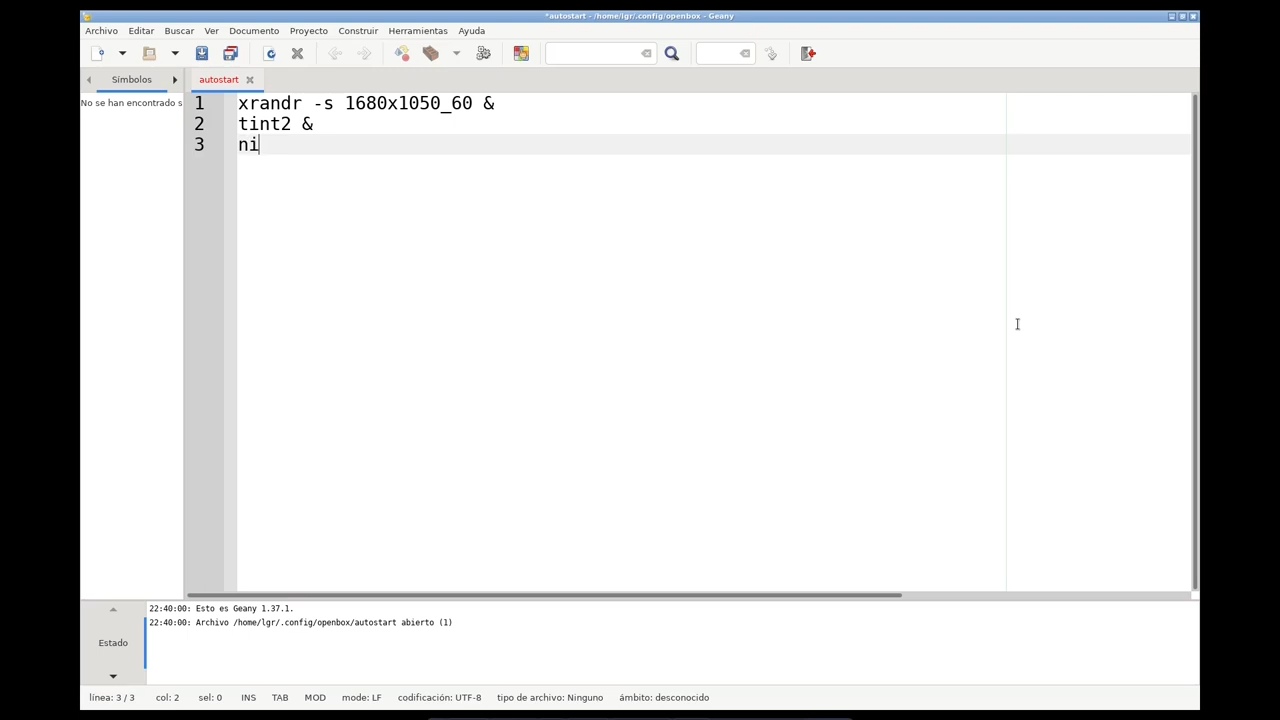 *autostart - /home/lgr/.config/openbox - Geany
Archivo Editar Buscar Ver Documento Proyecto Construir Herramientas Ayuda
Símbolos autostart
No se han encontrado s
1 xrandr -s 1680x1050_60 &
2 tint2 &
3 ni
22:40:00: Esto es Geany 1.37.1.
22:40:00: Archivo /home/lgr/.config/openbox/autostart abierto (1)
Estado
línea: 3 / 3 col: 2 sel: 0 INS TAB MOD mode: LF codificación: UTF-8 tipo de archivo: Ninguno ámbito: desconocido